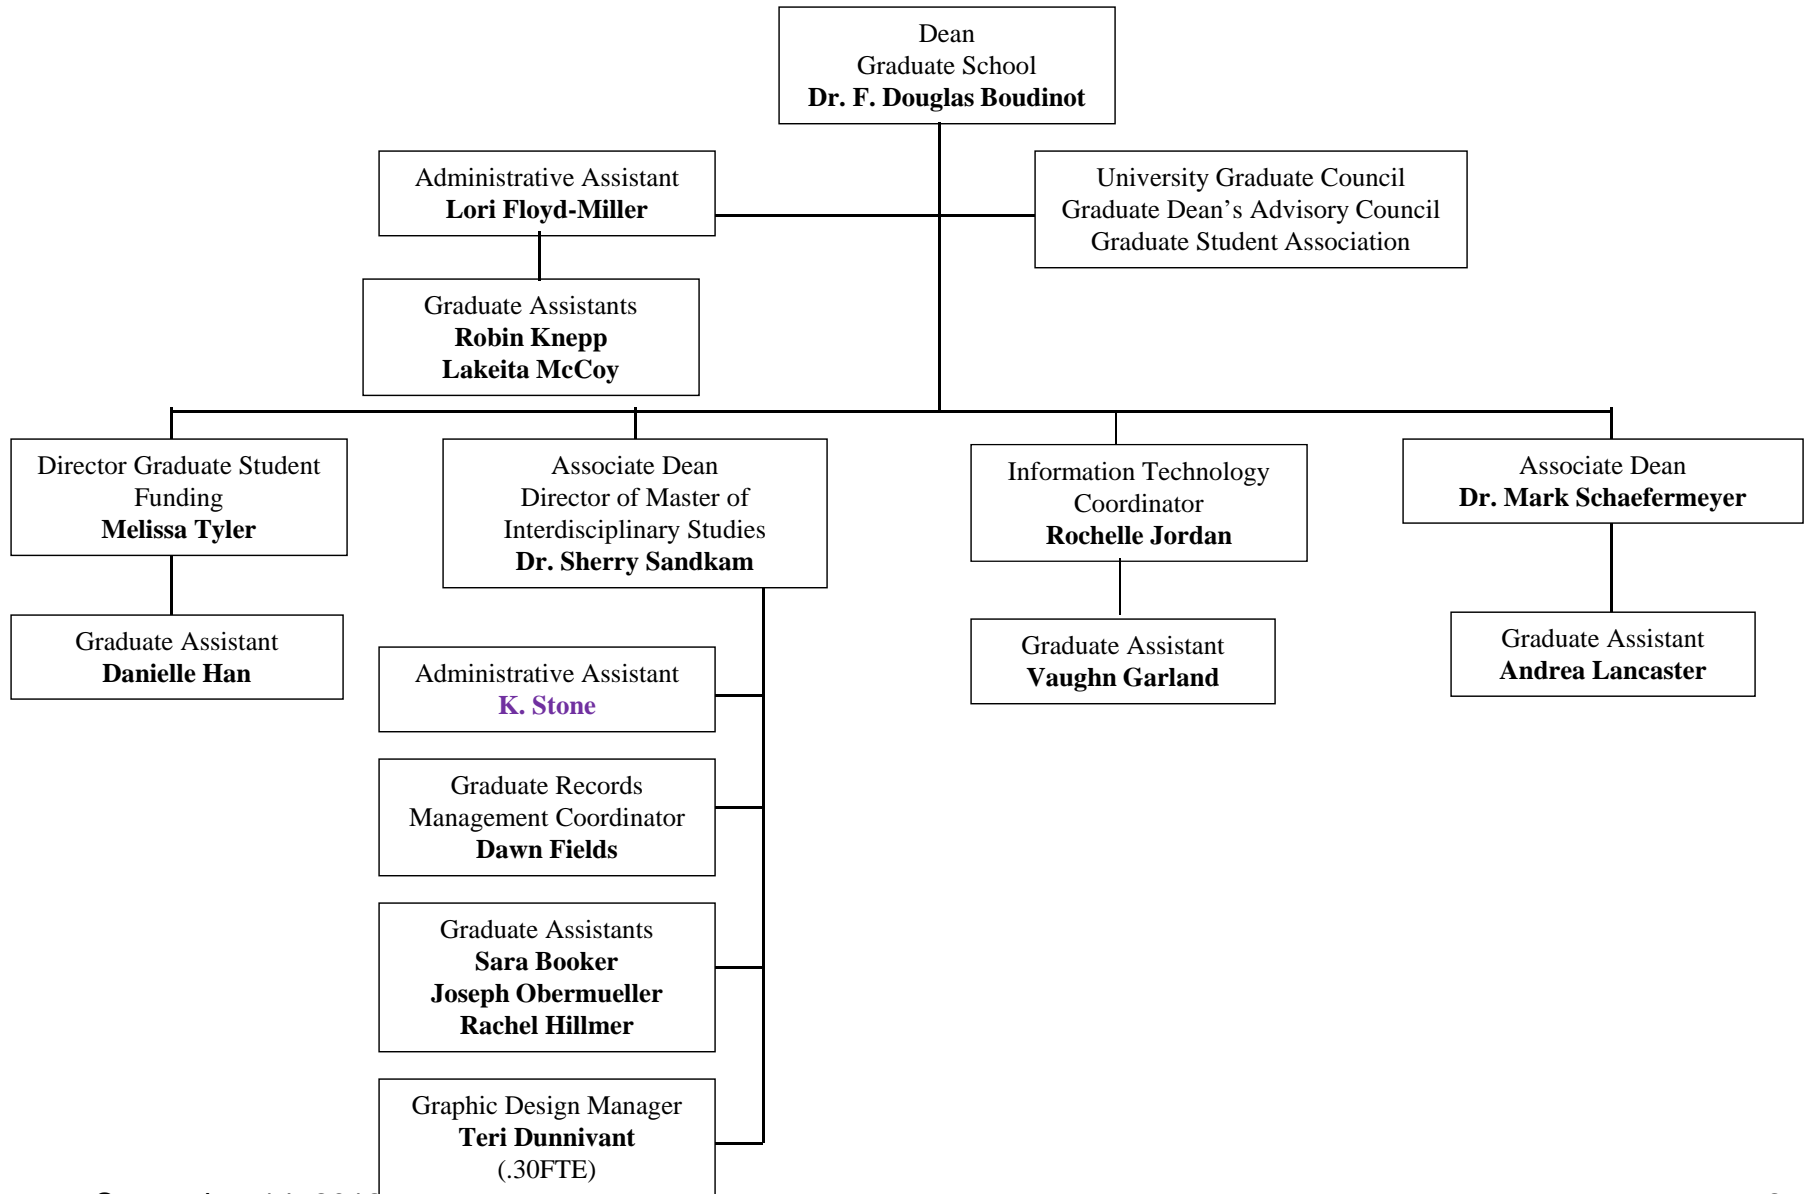 Dean
Graduate School
Dr. F. Douglas Boudinot
Administrative Assistant
Lori Floyd-Miller
University Graduate Council
Graduate Dean’s Advisory Council
Graduate Student Association
Graduate Assistants
Robin Knepp
Lakeita McCoy
Director Graduate Student
Funding
Melissa Tyler
Associate Dean
Director of Master of
Interdisciplinary Studies
Dr. Sherry Sandkam
Information Technology
Coordinator
Rochelle Jordan
Associate Dean
Dr. Mark Schaefermeyer
Graduate Assistant
Danielle Han
Administrative Assistant
K. Stone
Graduate Assistant
Vaughn Garland
Graduate Assistant
Andrea Lancaster
Graduate Records
Management Coordinator
Dawn Fields
Graduate Assistants
Sara Booker
Joseph Obermueller
Rachel Hillmer
Graphic Design Manager
Teri Dunnivant
(.30FTE)